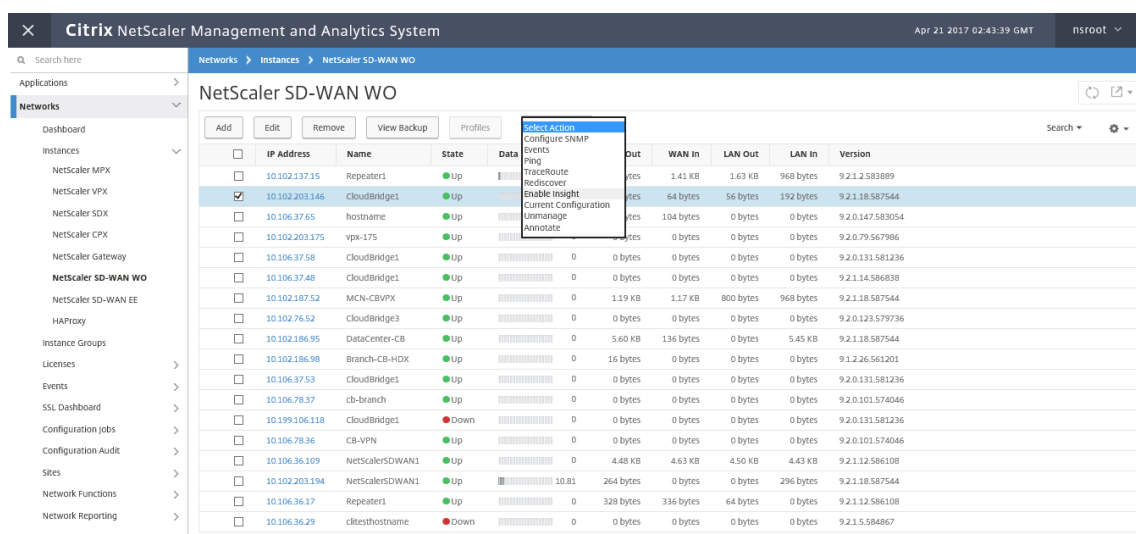 Citrix NetScaler Management and Analytics System
Apr 21 2017 02:43:39 GMT
nsroot
Search here
Networks Instances NetScaler SD-WAN WO
Applications
Networks
Dashboard
Instances
NetScaler MPX
NetScaler VPX
NetScaler SDX
NetScaler CPX
NetScaler Gateway
NetScaler SD-WAN WO
NetScaler SD-WAN EE
HAProxy
Instance Groups
Licenses
Events
SSL Dashboard
Configuration Jobs
Configuration Audit
Sites
Network Functions
Network Reporting
NetScaler SD-WAN WO
Add Edit Remove View Backup Profiles
Search
Select Action
Configure SNMP
Events
Ping
TraceRoute
Rediscover
Enable Insight
Current Configuration
Unmanage
Annotate
IP Address Name State Data Out WAN In LAN Out LAN In Version
10.102.137.15 Repeater1 Up ytes 1.41 KB 1.63 KB 968 bytes 9.2.1.2.583889
10.102.203.146 CloudBridge1 Up ytes 64 bytes 56 bytes 192 bytes 9.2.1.18.587544
10.106.37.65 hostname Up ytes 104 bytes 0 bytes 0 bytes 9.2.0.147.583054
10.102.203.175 vpx-175 Up 0 bytes 0 bytes 0 bytes 0 bytes 9.2.0.79.567986
10.106.37.58 CloudBridge1 Up 0 0 bytes 0 bytes 0 bytes 0 bytes 9.2.0.131.581236
10.106.37.48 CloudBridge1 Up 0 0 bytes 0 bytes 0 bytes 0 bytes 9.2.1.14.586838
10.102.187.52 MCN-CBVPX Up 0 1.19 KB 1.17 KB 800 bytes 968 bytes 9.2.1.18.587544
10.102.76.52 CloudBridge3 Up 0 0 bytes 0 bytes 0 bytes 0 bytes 9.2.0.123.579736
10.102.186.95 DataCenter-CB Up 0 5.60 KB 136 bytes 0 bytes 5.45 KB 9.2.1.18.587544
10.102.186.98 Branch-CB-HDX Up 0 16 bytes 0 bytes 0 bytes 0 bytes 9.1.2.26.561201
10.106.37.53 CloudBridge1 Up 0 0 bytes 0 bytes 0 bytes 0 bytes 9.2.0.131.581236
10.106.78.37 cb-branch Up 0 0 bytes 0 bytes 0 bytes 0 bytes 9.2.0.101.574046
10.199.106.118 CloudBridge1 Down 0 0 bytes 0 bytes 0 bytes 0 bytes 9.2.0.131.581236
10.106.78.36 CB-VPN Up 0 0 bytes 0 bytes 0 bytes 0 bytes 9.2.0.101.574046
10.106.36.109 NetScalerSDWAN1 Up 0 4.48 KB 4.63 KB 4.50 KB 4.43 KB 9.2.1.12.586108
10.102.203.194 NetScalerSDWAN1 Up 10.81 264 bytes 0 bytes 0 bytes 296 bytes 9.2.1.18.587544
10.106.36.17 Repeater1 Up 0 328 bytes 336 bytes 64 bytes 0 bytes 9.2.1.12.586108
10.106.36.29 clitesthostname Down 0 0 bytes 0 bytes 0 bytes 0 bytes 9.2.1.5.584867